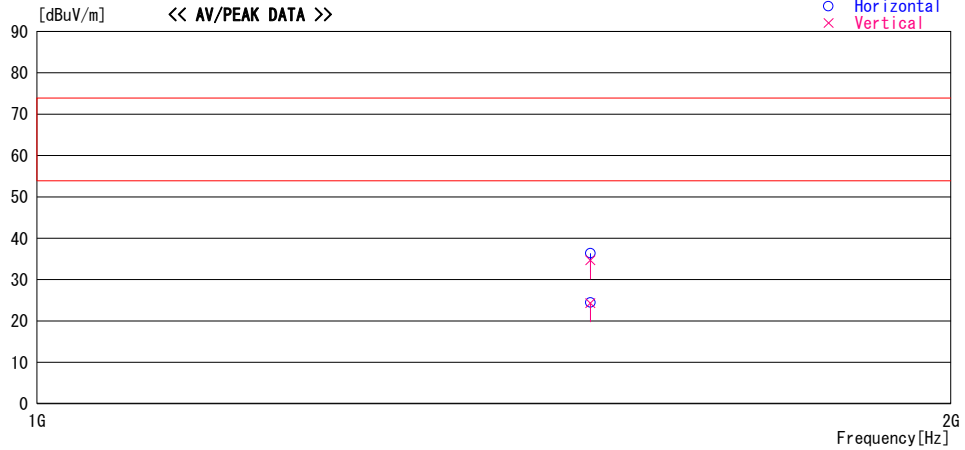 [dBuV/m] << AV/PEAK DATA >>
○ Horizontal
× Vertical
90
80
70
60
50
40
30
20
10
0
1G 2G
Frequency[Hz]